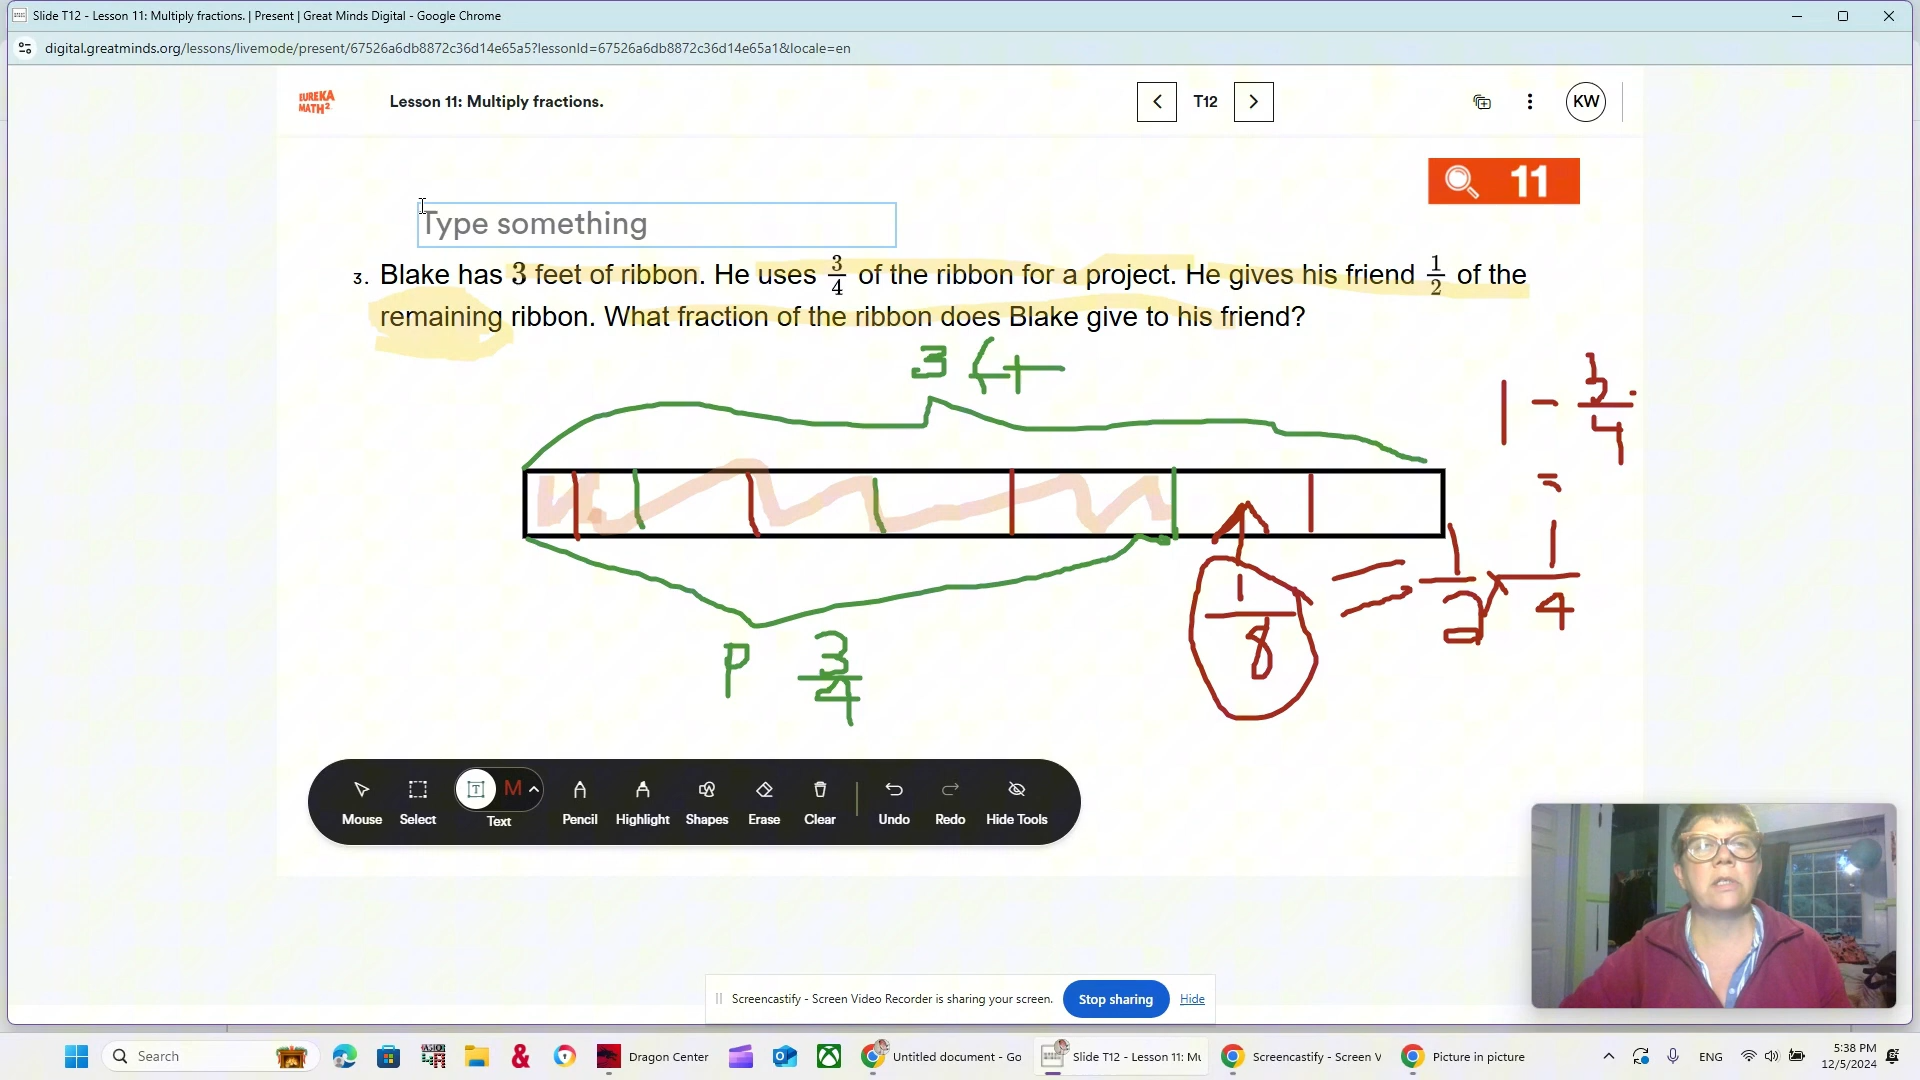 Slide T12 - Lesson 11: Multiply fractions. | Present | Great Minds Digital - Google Chrome
digital.greatminds.org/lessons/livemode/present/67526a6db8872c36d14e65a5?lessonId=67526a6db8872c36d14e65a1&locale=en
EUREKA MATH²
Lesson 11: Multiply fractions.
T12
KW
11
Type something
3. Blake has 3 feet of ribbon. He uses 3/4 of the ribbon for a project. He gives his friend 1/2 of the
remaining ribbon. What fraction of the ribbon does Blake give to his friend?
3 ft
1 - 3/4
=
1/8 = 1/2 × 1/4
P 3/4
M
Mouse Select Text Pencil Highlight Shapes Erase Clear Undo Redo Hide Tools
Screencastify - Screen Video Recorder is sharing your screen. Stop sharing Hide
Search Dragon Center Untitled document - Go Slide T12 - Lesson 11: Mu Screencastify - Screen V Picture in picture ENG 5:38 PM
12/5/2024